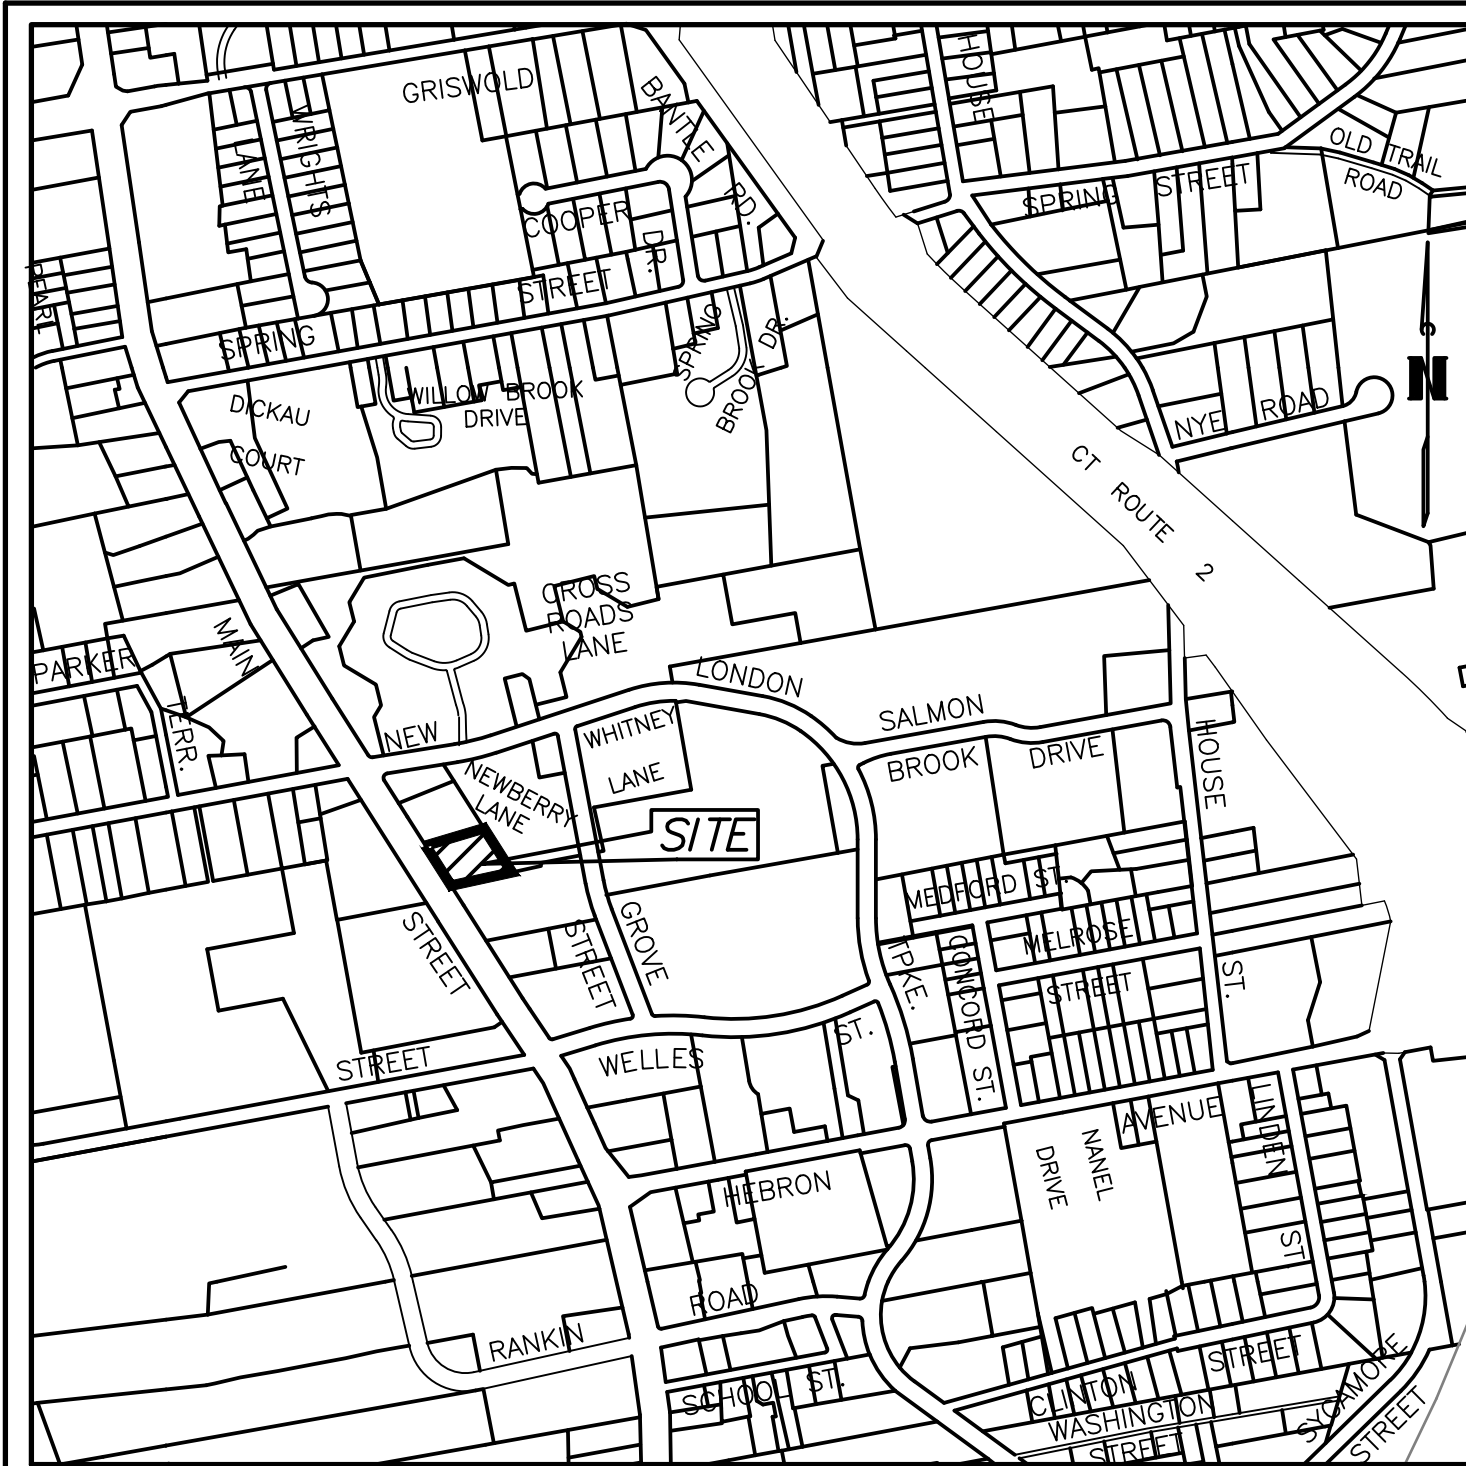 GRISWOLD
BANTLE
RD.
HOUSE
WRIGHTS
LANE
OLD TRAIL
ROAD
SPRING STREET
COOPER
DR.
PEARL
SPRING STREET
SPRING
BROOK DR.
N
WILLOW BROOK
DRIVE
DICKAU
COURT
NYE ROAD
CT ROUTE 2
CROSS
ROADS
LANE
MAIN
PARKER
TERR.
NEW LONDON
WHITNEY
LANE
SALMON
BROOK DRIVE
HOUSE
NEWBERRY
LANE
SITE
MEDFORD ST.
GROVE
STREET
STREET
TPKE.
CONCORD ST.
MELROSE
STREET
ST.
STREET
WELLES
ST.
AVENUE
LINDEN
ST
NANEL
DRIVE
HEBRON
ROAD
RANKIN
SCHOOL ST.
CLINTON
STREET
WASHINGTON
STREET
SYCAMORE
STREET